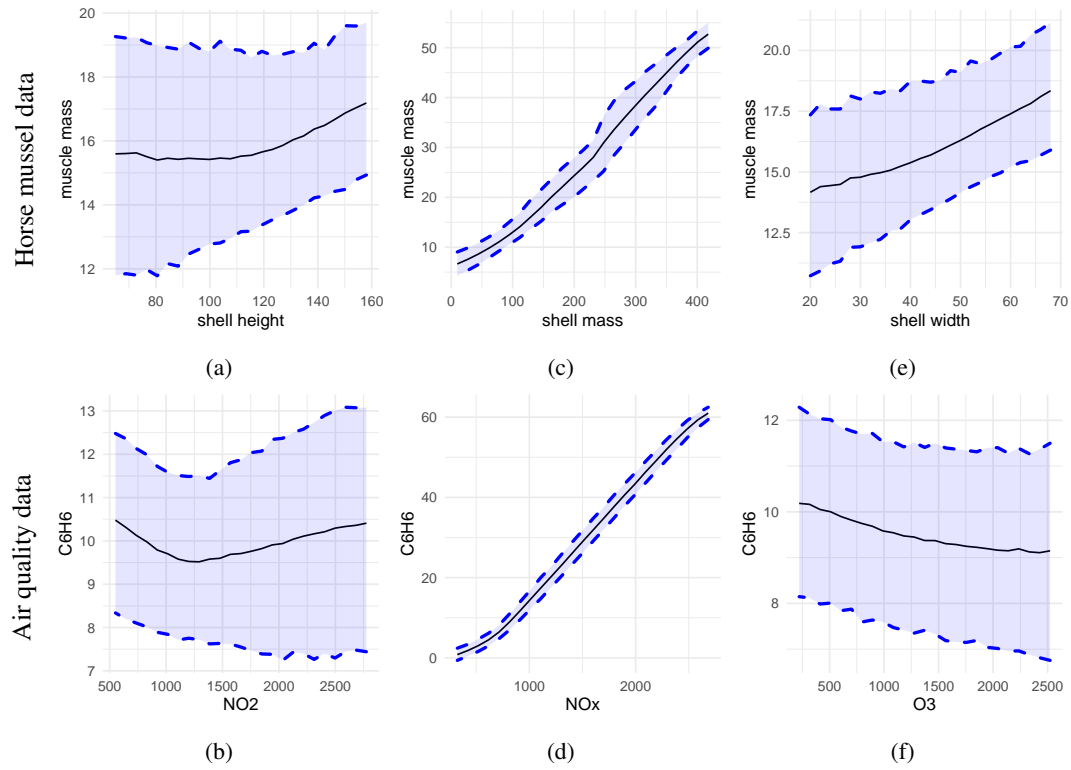 Horse mussel data
muscle mass
20
18
16
14
12
80 100 120 140 160
shell height
(a)
muscle mass
50
40
30
20
10
0 100 200 300 400
shell mass
(c)
muscle mass
20.0
17.5
15.0
12.5
20 30 40 50 60 70
shell width
(e)
Air quality data
C6H6
13
12
11
10
9
8
7
500 1000 1500 2000 2500
NO2
(b)
C6H6
60
40
20
0
1000 2000
NOx
(d)
C6H6
12
10
8
500 1000 1500 2000 2500
O3
(f)